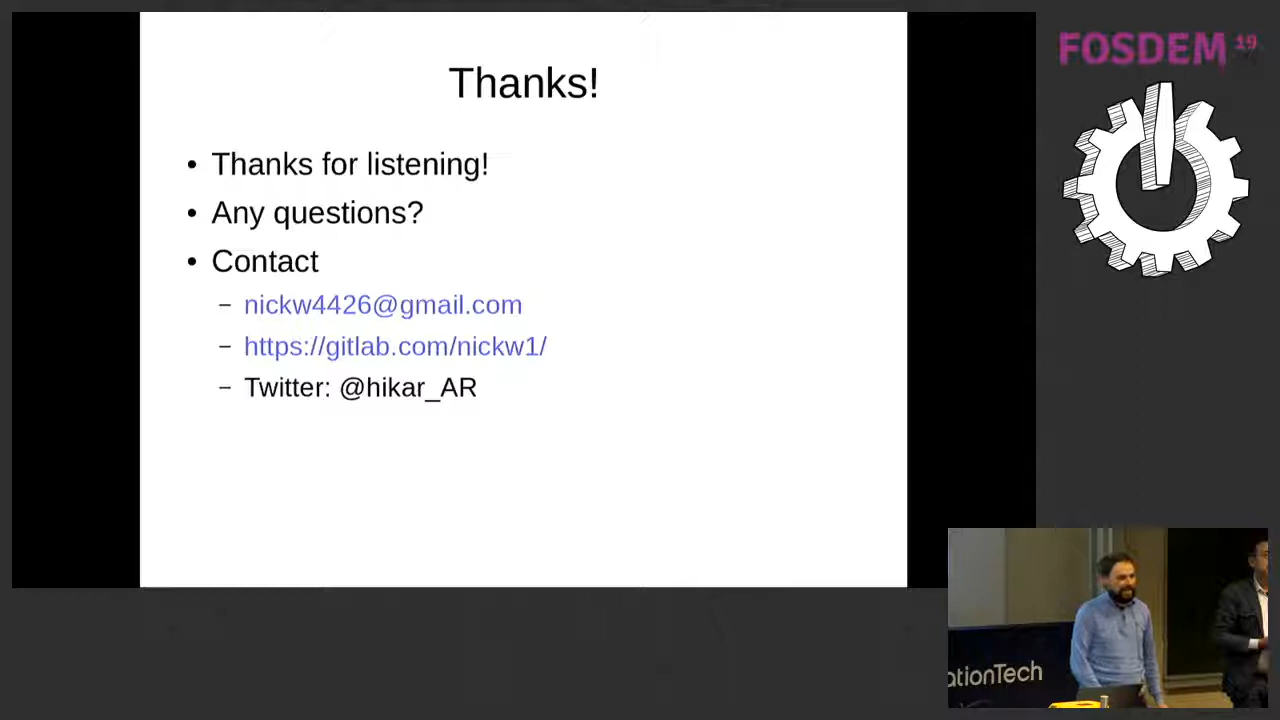 Thanks!
• Thanks for listening!
• Any questions?
• Contact
– nickw4426@gmail.com
– https://gitlab.com/nickw1/
– Twitter: @hikar_AR
FOSDEM 19
ationTech